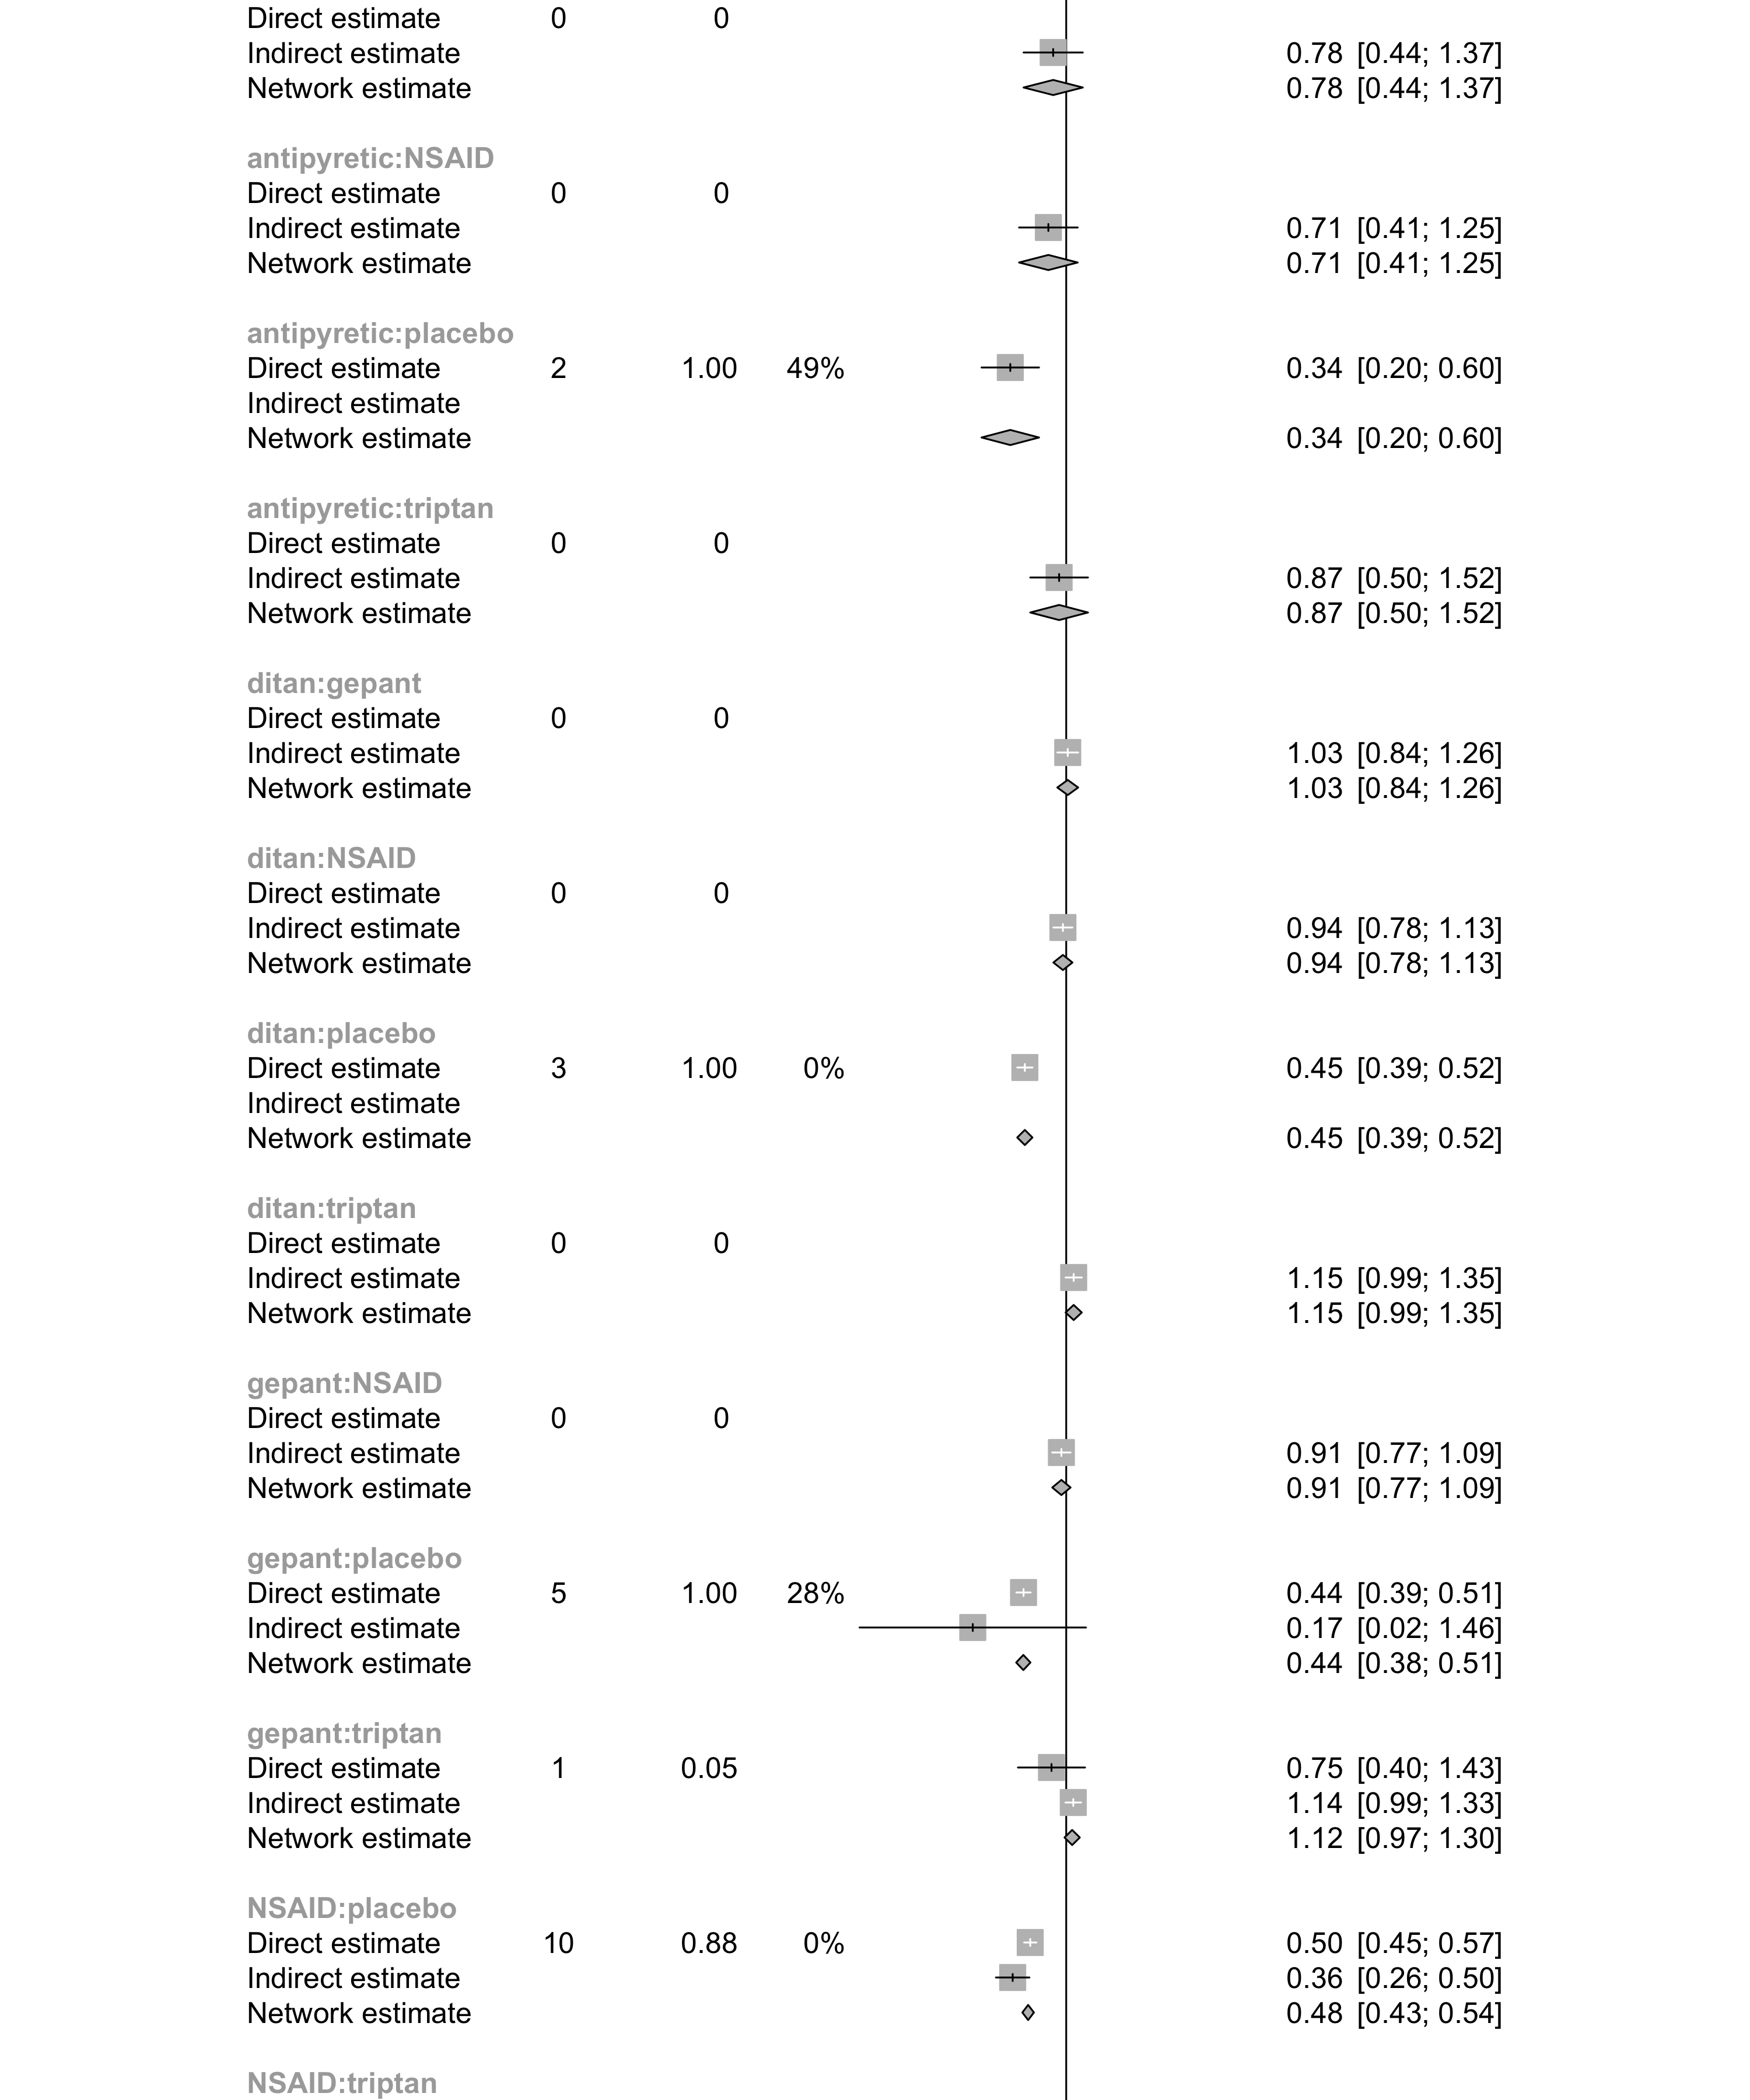 Direct estimate 0 0
Indirect estimate 0.78 [0.44; 1.37]
Network estimate 0.78 [0.44; 1.37]
antipyretic:NSAID
Direct estimate 0 0
Indirect estimate 0.71 [0.41; 1.25]
Network estimate 0.71 [0.41; 1.25]
antipyretic:placebo
Direct estimate 2 1.00 49% 0.34 [0.20; 0.60]
Indirect estimate
Network estimate 0.34 [0.20; 0.60]
antipyretic:triptan
Direct estimate 0 0
Indirect estimate 0.87 [0.50; 1.52]
Network estimate 0.87 [0.50; 1.52]
ditan:gepant
Direct estimate 0 0
Indirect estimate 1.03 [0.84; 1.26]
Network estimate 1.03 [0.84; 1.26]
ditan:NSAID
Direct estimate 0 0
Indirect estimate 0.94 [0.78; 1.13]
Network estimate 0.94 [0.78; 1.13]
ditan:placebo
Direct estimate 3 1.00 0% 0.45 [0.39; 0.52]
Indirect estimate
Network estimate 0.45 [0.39; 0.52]
ditan:triptan
Direct estimate 0 0
Indirect estimate 1.15 [0.99; 1.35]
Network estimate 1.15 [0.99; 1.35]
gepant:NSAID
Direct estimate 0 0
Indirect estimate 0.91 [0.77; 1.09]
Network estimate 0.91 [0.77; 1.09]
gepant:placebo
Direct estimate 5 1.00 28% 0.44 [0.39; 0.51]
Indirect estimate 0.17 [0.02; 1.46]
Network estimate 0.44 [0.38; 0.51]
gepant:triptan
Direct estimate 1 0.05 0.75 [0.40; 1.43]
Indirect estimate 1.14 [0.99; 1.33]
Network estimate 1.12 [0.97; 1.30]
NSAID:placebo
Direct estimate 10 0.88 0% 0.50 [0.45; 0.57]
Indirect estimate 0.36 [0.26; 0.50]
Network estimate 0.48 [0.43; 0.54]
NSAID:triptan